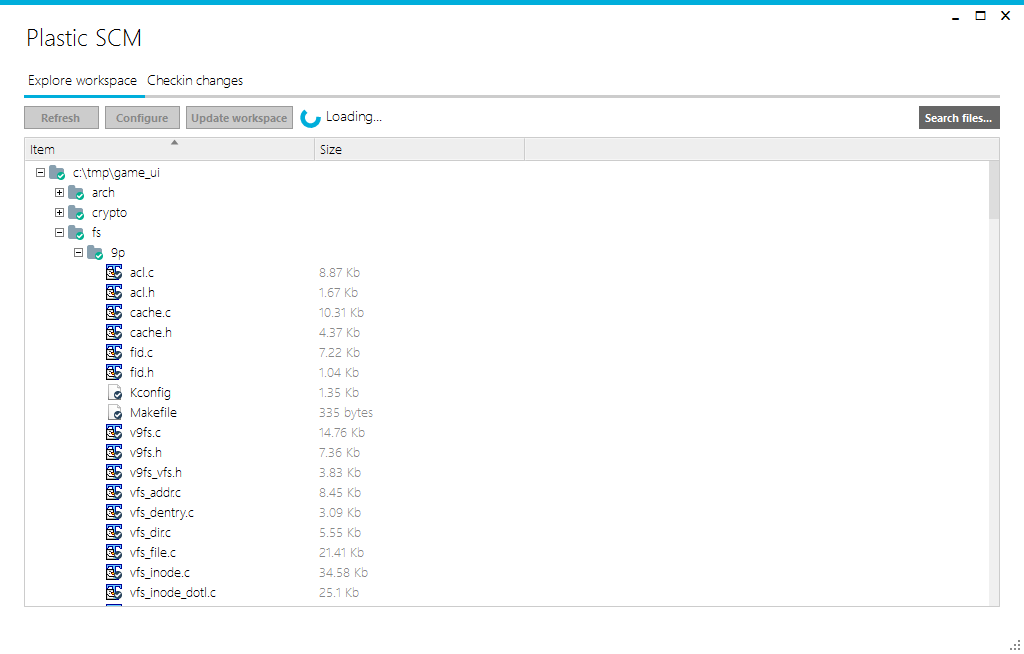 Plastic SCM
Explore workspace Checkin changes
Refresh Configure Update workspace Loading... Search files...
Item Size
c:\tmp\game_ui
arch
crypto
fs
9p
acl.c 8.87 Kb
acl.h 1.67 Kb
cache.c 10.31 Kb
cache.h 4.37 Kb
fid.c 7.22 Kb
fid.h 1.04 Kb
Kconfig 1.35 Kb
Makefile 335 bytes
v9fs.c 14.76 Kb
v9fs.h 7.36 Kb
v9fs_vfs.h 3.83 Kb
vfs_addr.c 8.45 Kb
vfs_dentry.c 3.09 Kb
vfs_dir.c 5.55 Kb
vfs_file.c 21.41 Kb
vfs_inode.c 34.58 Kb
vfs_inode_dotl.c 25.1 Kb